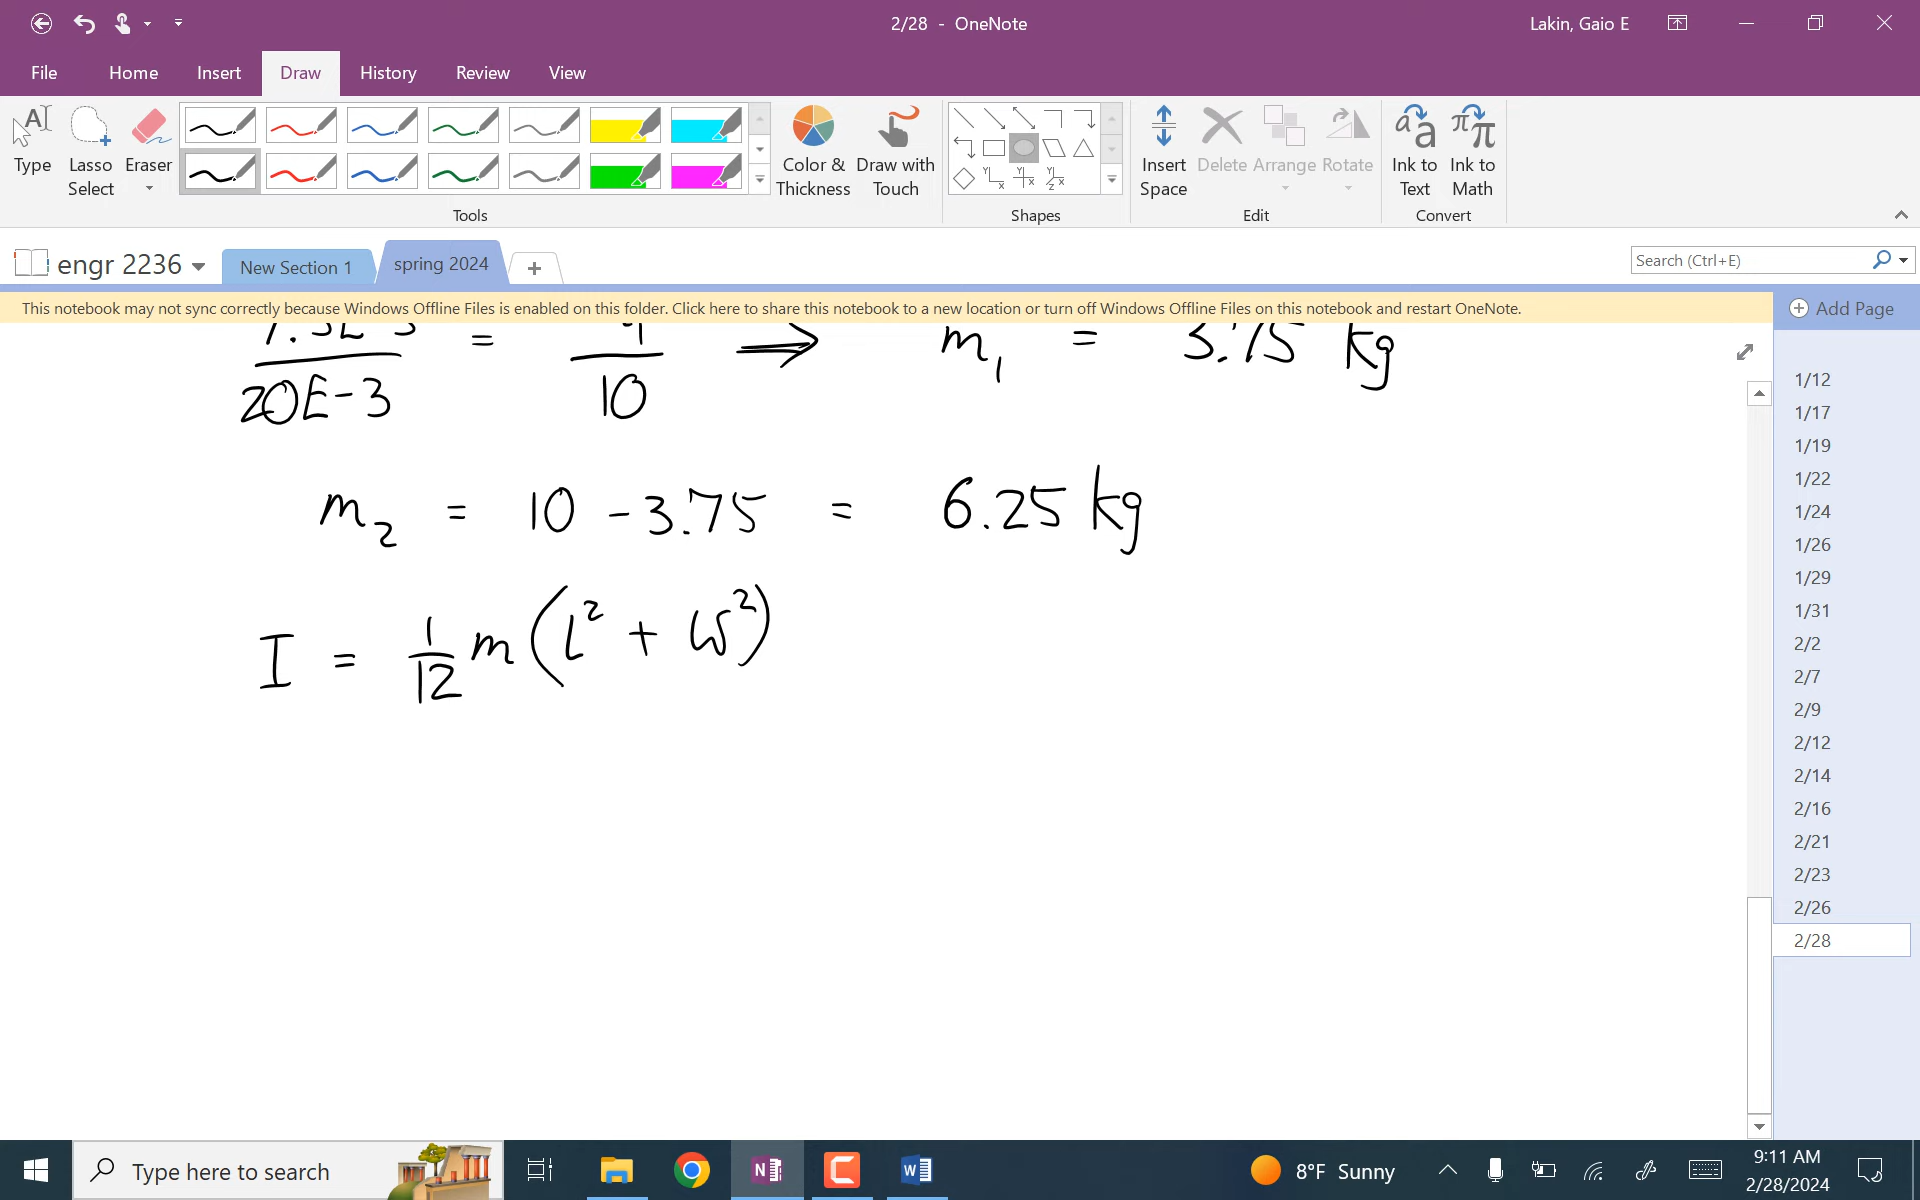 2/28 - OneNote
Lakin, Gaio E
File Home Insert Draw History Review View
Type
Lasso Select
Eraser
Color & Thickness
Draw with Touch
Insert Space
Delete Arrange Rotate
Ink to Text
Ink to Math
Tools Shapes Edit Convert
engr 2236
New Section 1
spring 2024
Search (Ctrl+E)
This notebook may not sync correctly because Windows Offline Files is enabled on this folder. Click here to share this notebook to a new location or turn off Windows Offline Files on this notebook and restart OneNote.
Add Page
20E-3 = 10 ⇒ m₁ = 3.75 kg
m₂ = 10 - 3.75 = 6.25 kg
I = 1/12 m (L² + W²)
1/12
1/17
1/19
1/22
1/24
1/26
1/29
1/31
2/2
2/7
2/9
2/12
2/14
2/16
2/21
2/23
2/26
2/28
Type here to search
8°F Sunny
9:11 AM
2/28/2024